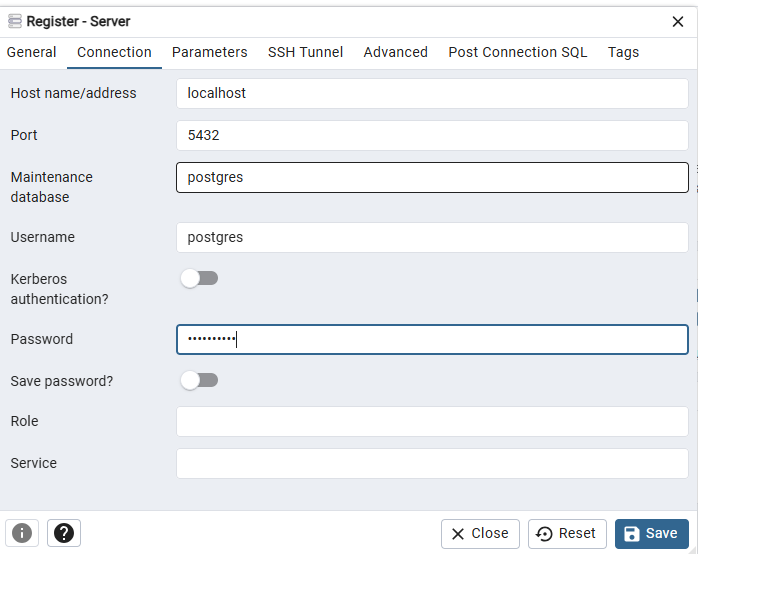 Register - Server
General Connection Parameters SSH Tunnel Advanced Post Connection SQL Tags
Host name/address localhost
Port 5432
Maintenance database postgres
Username postgres
Kerberos authentication?
Password ••••••••••
Save password?
Role
Service
Close Reset Save